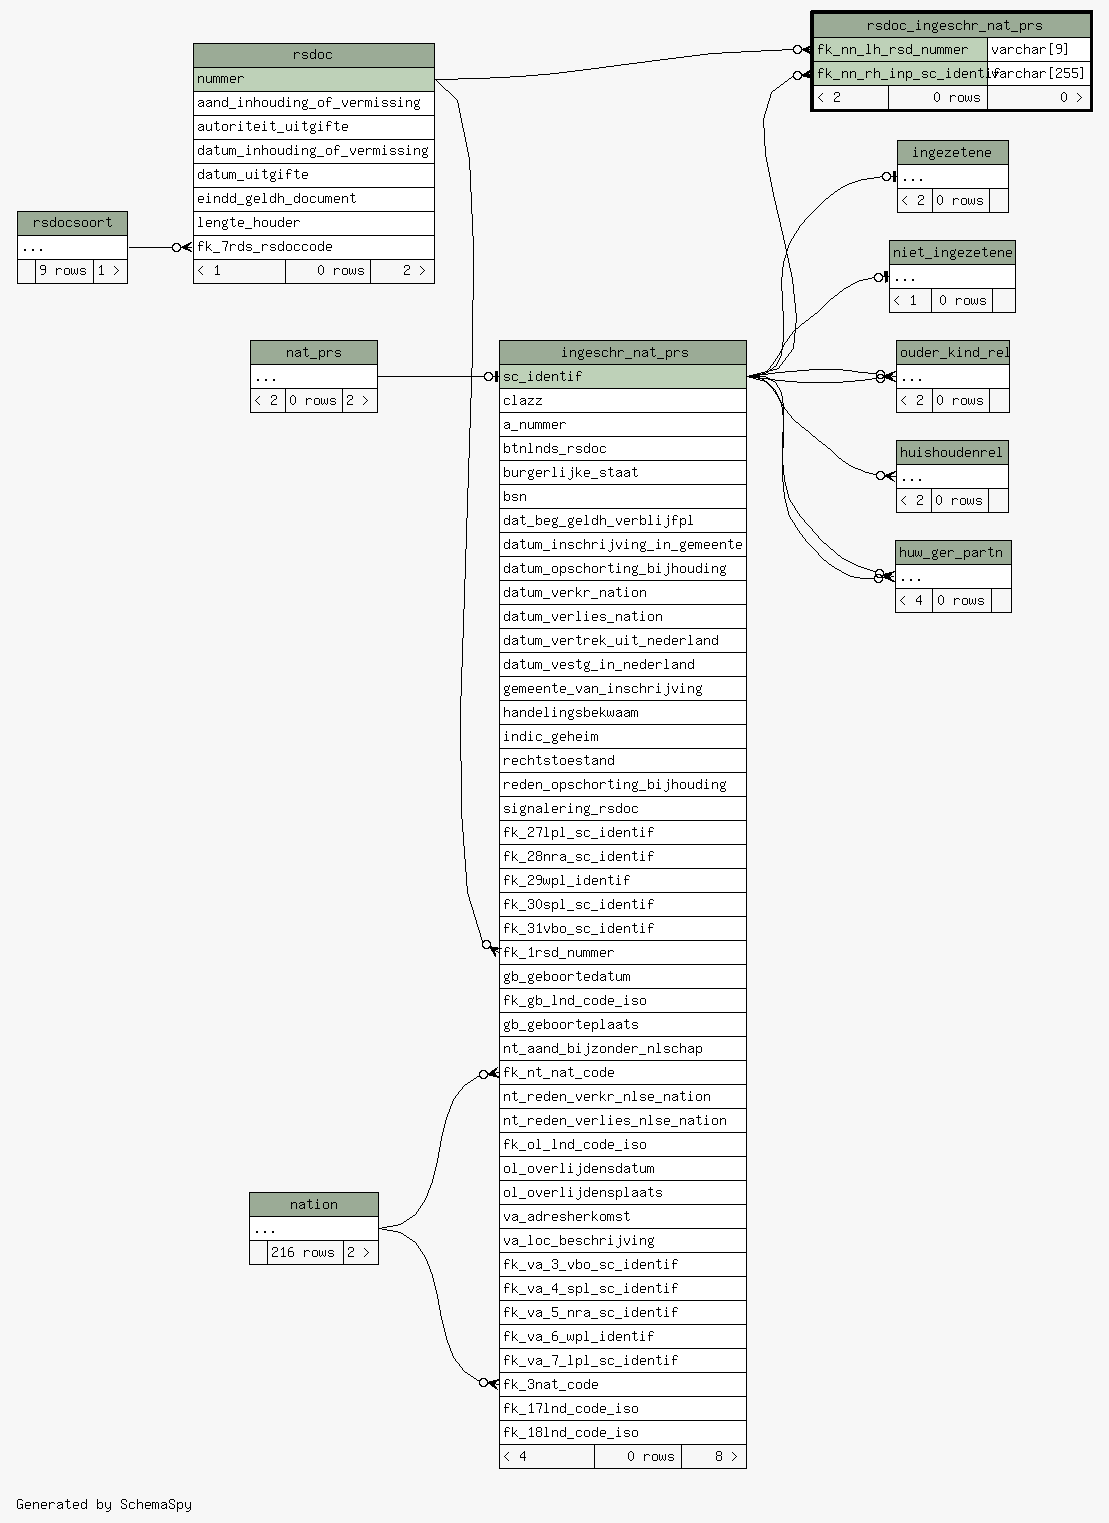 rsdoc_ingeschr_nat_prs
fk_nn_lh_rsd_nummer varchar[9]
fk_nn_rh_inp_sc_identif varchar[255]
< 2 0 rows 0 >
rsdoc
nummer
aand_inhouding_of_vermissing
autoriteit_uitgifte
datum_inhouding_of_vermissing
datum_uitgifte
eindd_geldh_document
lengte_houder
fk_7rds_rsdoccode
< 1 0 rows 2 >
rsdocsoort
...
9 rows 1 >
ingezetene
...
< 2 0 rows
niet_ingezetene
...
< 1 0 rows
nat_prs
...
< 2 0 rows 2 >
ouder_kind_rel
...
< 2 0 rows
huishoudenrel
...
< 2 0 rows
huw_ger_partn
...
< 4 0 rows
ingeschr_nat_prs
sc_identif
clazz
a_nummer
btnlnds_rsdoc
burgerlijke_staat
bsn
dat_beg_geldh_verblijfpl
datum_inschrijving_in_gemeente
datum_opschorting_bijhouding
datum_verkr_nation
datum_verlies_nation
datum_vertrek_uit_nederland
datum_vestg_in_nederland
gemeente_van_inschrijving
handelingsbekwaam
indic_geheim
rechtstoestand
reden_opschorting_bijhouding
signalering_rsdoc
fk_27lpl_sc_identif
fk_28nra_sc_identif
fk_29wpl_identif
fk_30spl_sc_identif
fk_31vbo_sc_identif
fk_1rsd_nummer
gb_geboortedatum
fk_gb_lnd_code_iso
gb_geboorteplaats
nt_aand_bijzonder_nlschap
fk_nt_nat_code
nt_reden_verkr_nlse_nation
nt_reden_verlies_nlse_nation
fk_ol_lnd_code_iso
ol_overlijdensdatum
ol_overlijdensplaats
va_adresherkomst
va_loc_beschrijving
fk_va_3_vbo_sc_identif
fk_va_4_spl_sc_identif
fk_va_5_nra_sc_identif
fk_va_6_wpl_identif
fk_va_7_lpl_sc_identif
fk_3nat_code
fk_17lnd_code_iso
fk_18lnd_code_iso
< 4 0 rows 8 >
nation
...
216 rows 2 >
Generated by SchemaSpy